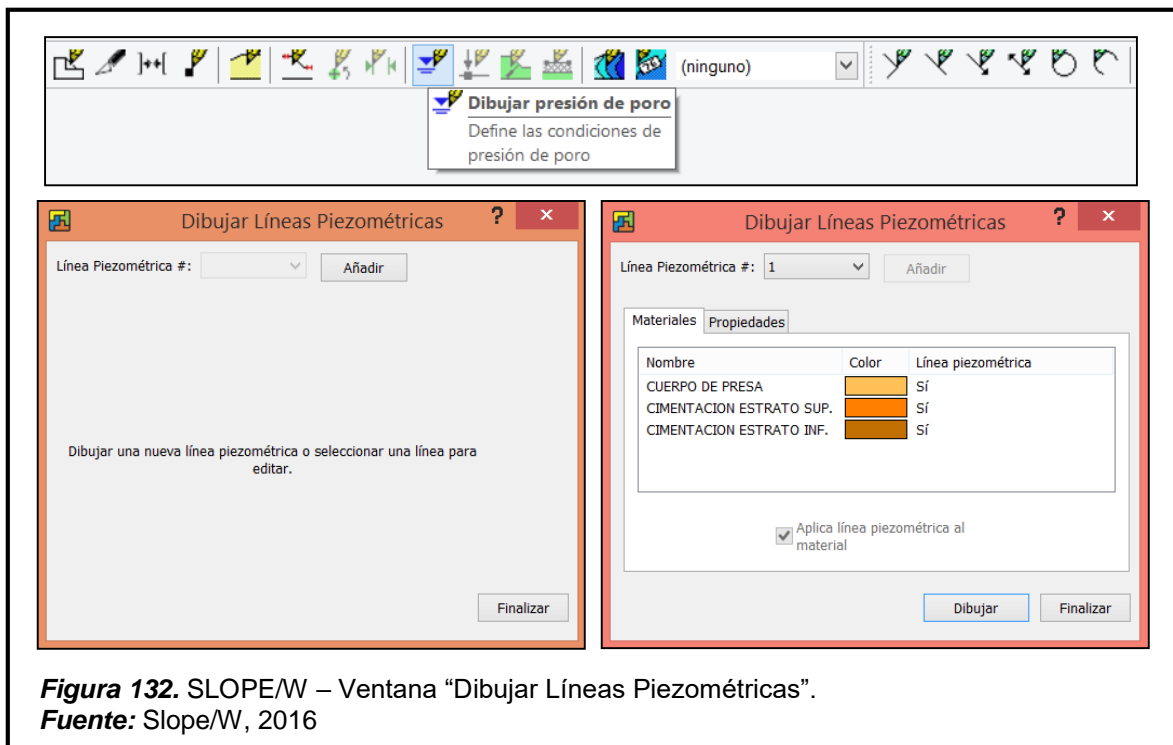 (ninguno)
Dibujar presión de poro
Define las condiciones de
presión de poro
Dibujar Líneas Piezométricas ? ×
Línea Piezométrica #: Añadir
Dibujar una nueva línea piezométrica o seleccionar una línea para
editar.
Finalizar
Dibujar Líneas Piezométricas ? ×
Línea Piezométrica #: 1 Añadir
Materiales Propiedades
Nombre Color Línea piezométrica
CUERPO DE PRESA Sí
CIMENTACION ESTRATO SUP. Sí
CIMENTACION ESTRATO INF. Sí
Aplica línea piezométrica al
material
Dibujar Finalizar
Figura 132. SLOPE/W – Ventana “Dibujar Líneas Piezométricas”.
Fuente: Slope/W, 2016